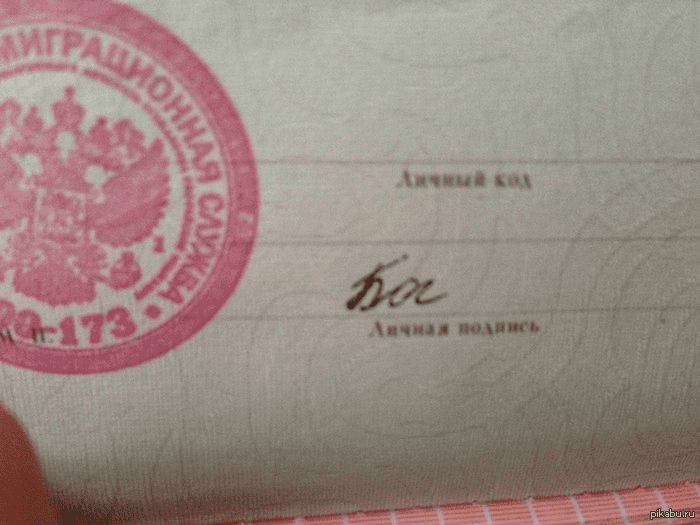 МИГРАЦИОННАЯ СЛУЖБА
Личный код
Бог
-173
М. П.
Личная подпись
pikabu.ru